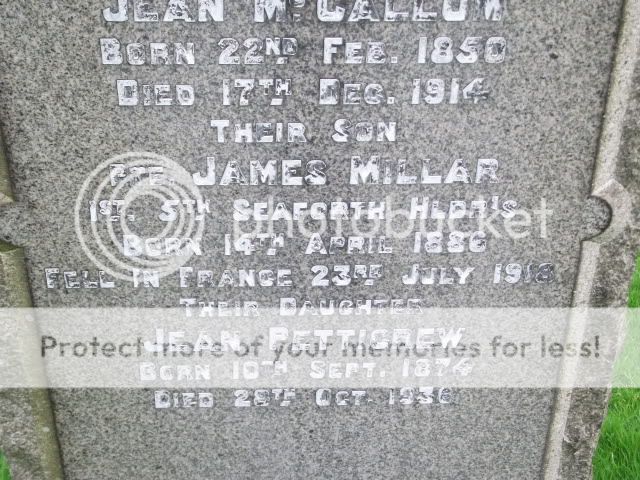 JEAN McCALLUM
BORN 22ND FEB. 1850
DIED 17TH DEC. 1914
THEIR SON
PTE JAMES MILLAR
1ST. 5TH SEAFORTH HLDR'S
BORN 14TH APRIL 1886
FELL IN FRANCE 23RD JULY 1918
THEIR DAUGHTER
JEAN PETTIGREW
BORN 10TH SEPT. 1874
DIED 28TH OCT. 1936
photobucket
Protect more of your memories for less!